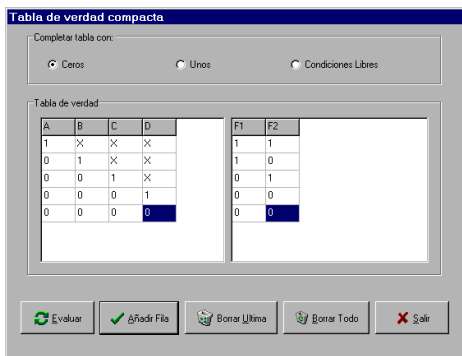 Tabla de verdad compacta
Completar tabla con:
Ceros Unos Condiciones Libres
Tabla de verdad
A B C D F1 F2
1 X X X 1 1
0 1 X X 1 0
0 0 1 X 0 1
0 0 0 1 0 0
0 0 0 0 0 0
Evaluar Añadir Fila Borrar Ultima Borrar Todo Salir